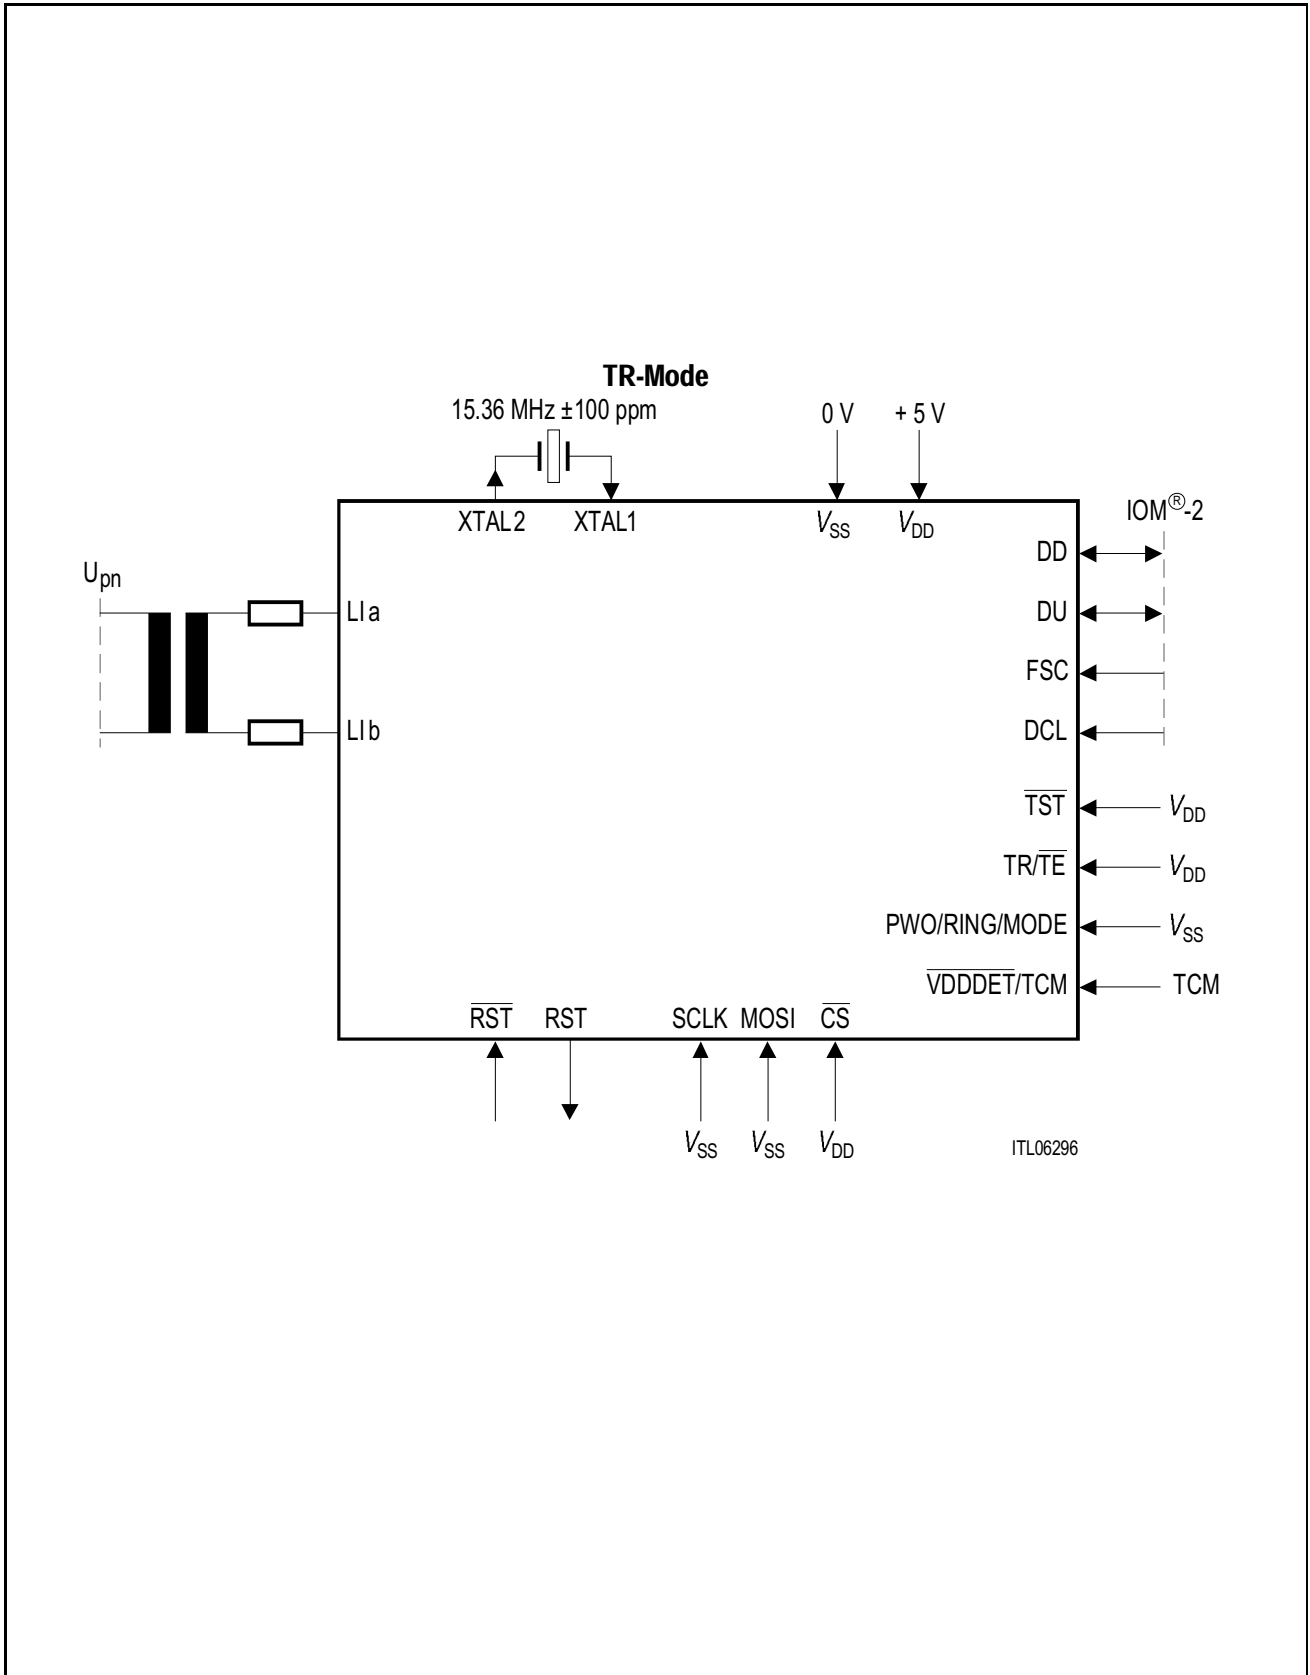 TR-Mode
15.36 MHz ±100 ppm
0 V
+ 5 V
XTAL2
XTAL1
VSS
VDD
IOM®-2
DD
Upn
LIa
DU
FSC
LIb
DCL
TST
VDD
TR/TE
VDD
PWO/RING/MODE
VSS
VDDDET/TCM
TCM
RST
RST
SCLK
MOSI
CS
VSS
VSS
VDD
ITL06296